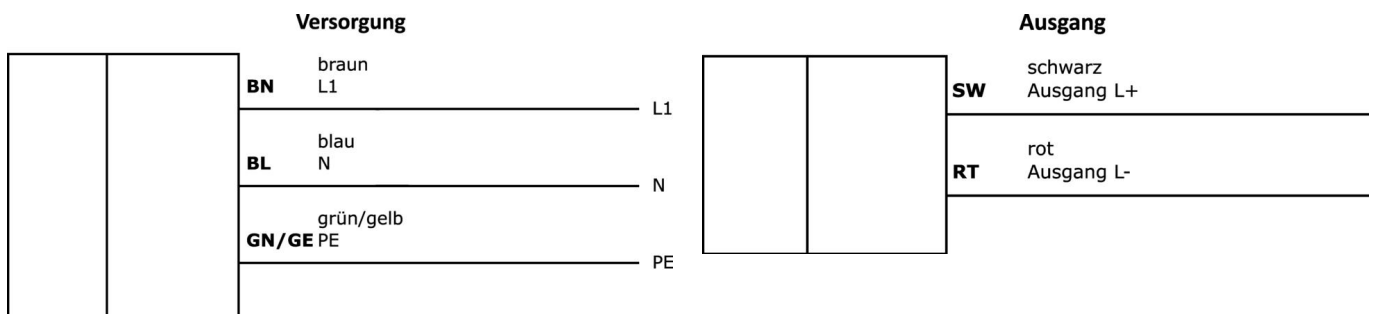 Versorgung
braun
BN L1
L1
blau
BL N
N
grün/gelb
GN/GE PE
PE
Ausgang
schwarz
SW Ausgang L+
rot
RT Ausgang L-